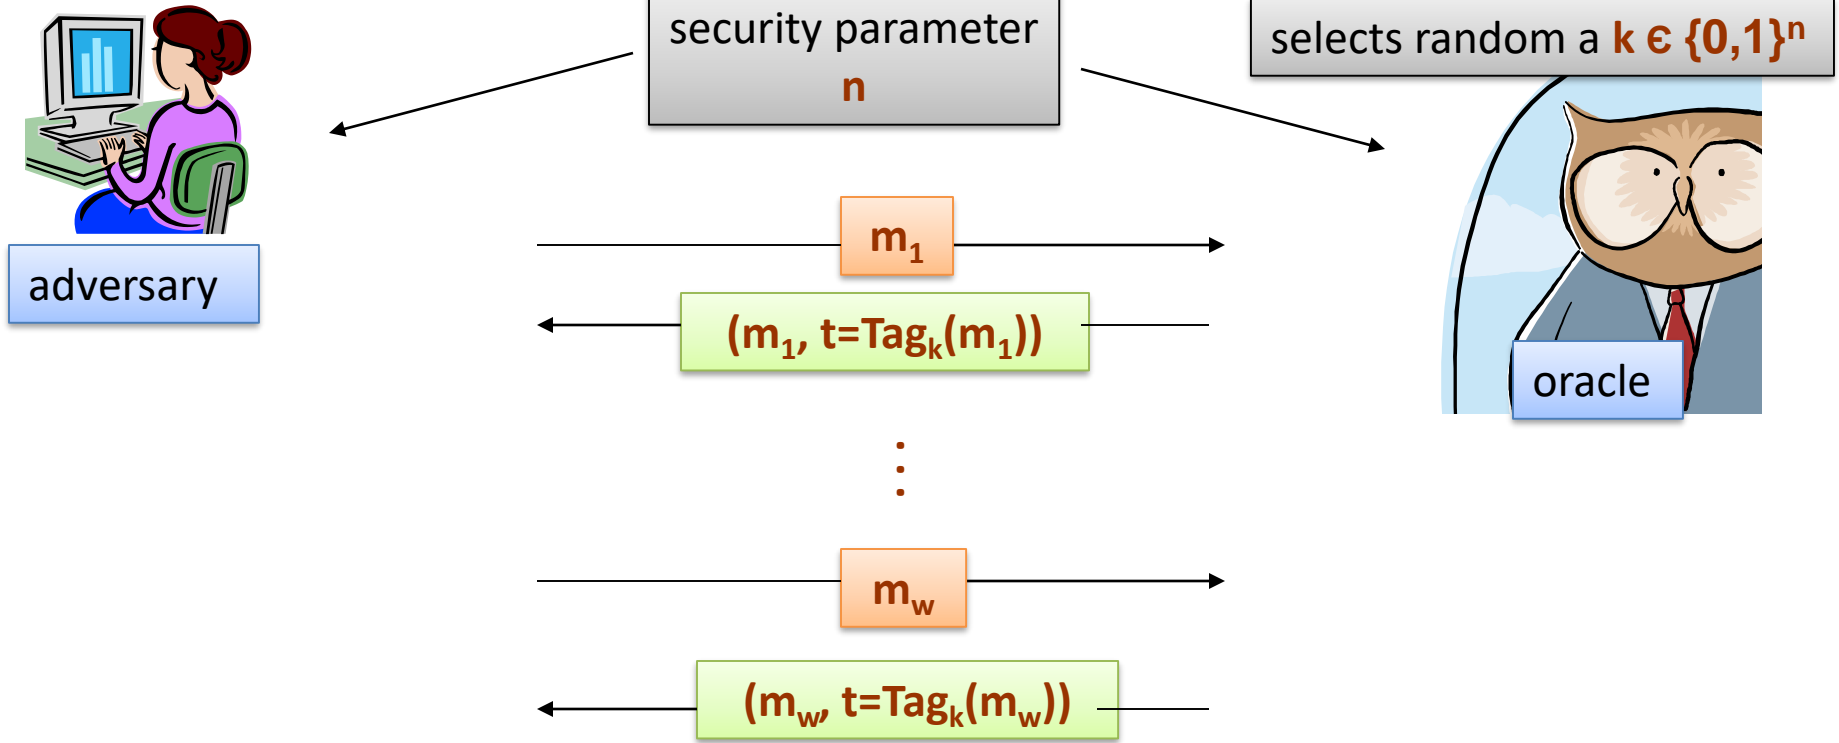 security parameter
n
selects random a k Є {0,1}ⁿ
adversary
m₁
(m₁, t=Tagₖ(m₁))
oracle
⋮
m_w
(m_w, t=Tagₖ(m_w))